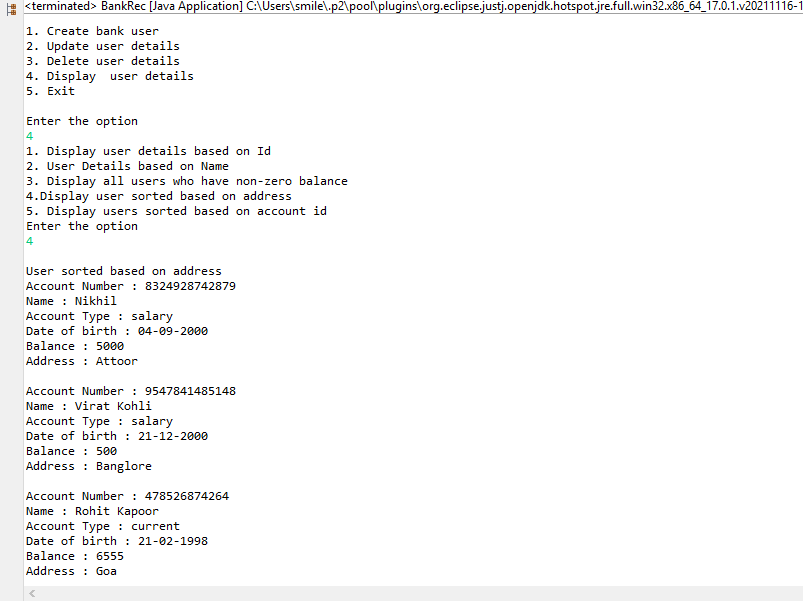 <terminated> BankRec [Java Application] C:\Users\smile\.p2\pool\plugins\org.eclipse.justj.openjdk.hotspot.jre.full.win32.x86_64_17.0.1.v20211116-1
1. Create bank user
2. Update user details
3. Delete user details
4. Display  user details
5. Exit
Enter the option
4
1. Display user details based on Id
2. User Details based on Name
3. Display all users who have non-zero balance
4.Display user sorted based on address
5. Display users sorted based on account id
Enter the option
4
User sorted based on address
Account Number : 8324928742879
Name : Nikhil
Account Type : salary
Date of birth : 04-09-2000
Balance : 5000
Address : Attoor
Account Number : 9547841485148
Name : Virat Kohli
Account Type : salary
Date of birth : 21-12-2000
Balance : 500
Address : Banglore
Account Number : 478526874264
Name : Rohit Kapoor
Account Type : current
Date of birth : 21-02-1998
Balance : 6555
Address : Goa